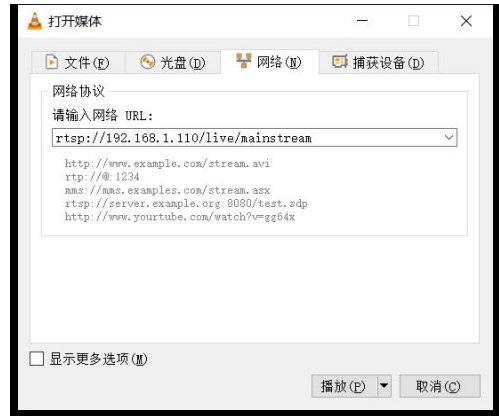 打开媒体
文件(F) 光盘(D) 网络(N) 捕获设备(D)
网络协议
请输入网络 URL:
rtsp://192.168.1.110/live/mainstream
http://www.example.com/stream.avi
rtp://@:1234
mms://mms.examples.com/stream.asx
rtsp://server.example.org:8080/test.sdp
http://www.yourtube.com/watch?v=gg64x
显示更多选项(M)
播放(P) 取消(C)